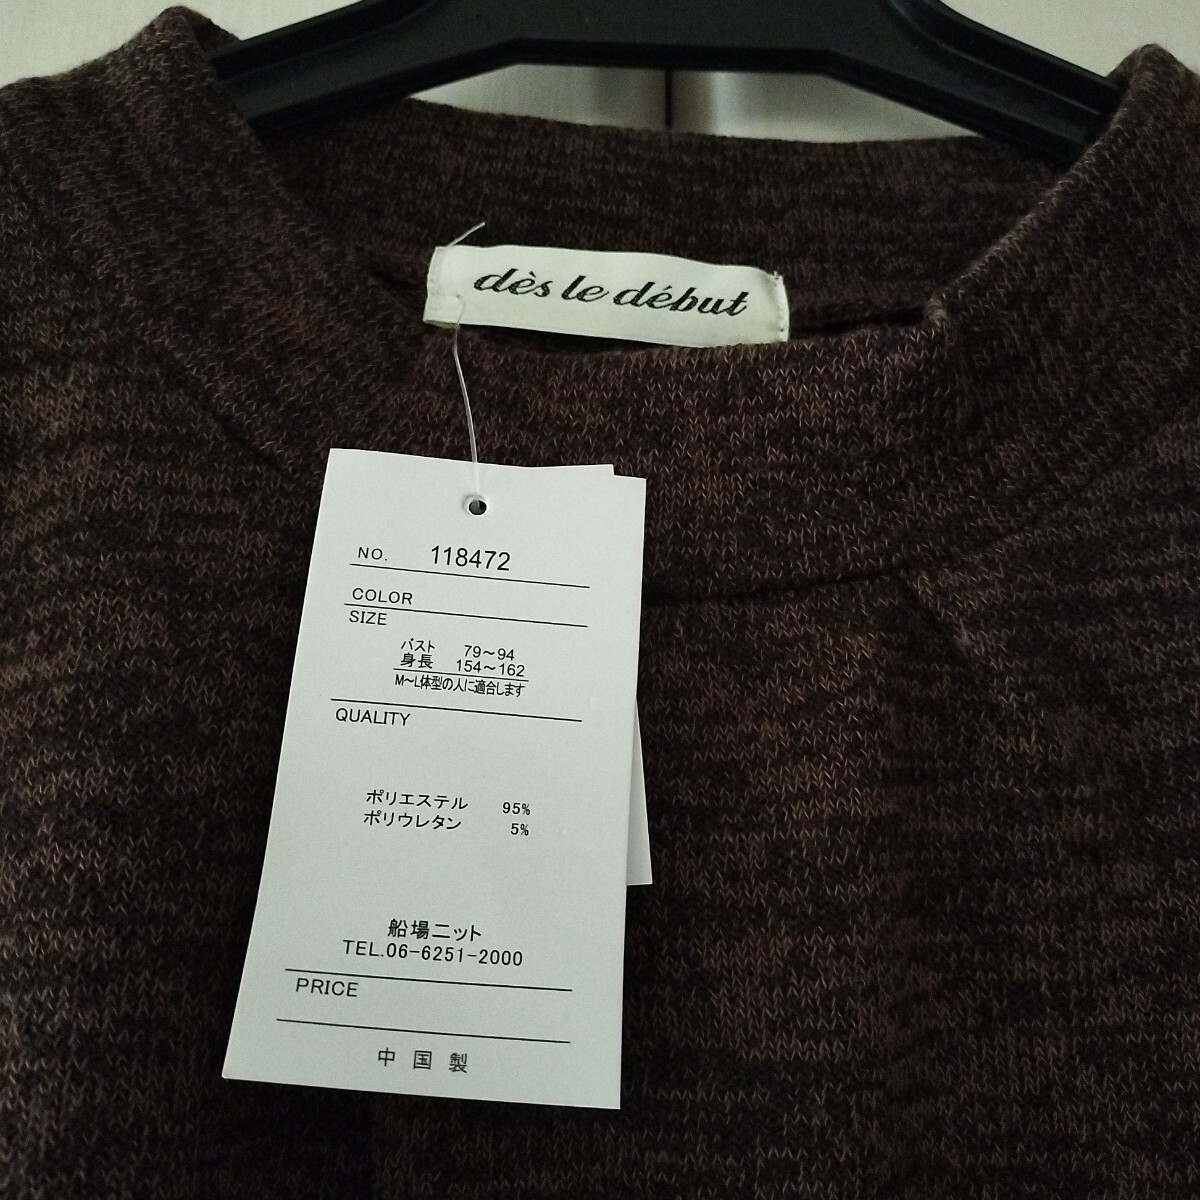 dès le début
NO. 118472
COLOR
SIZE
バスト 79～94
身長 154～162
M～L体型の人に適合します
QUALITY
ポリエステル 95%
ポリウレタン 5%
船場ニット
TEL.06-6251-2000
PRICE
中国製